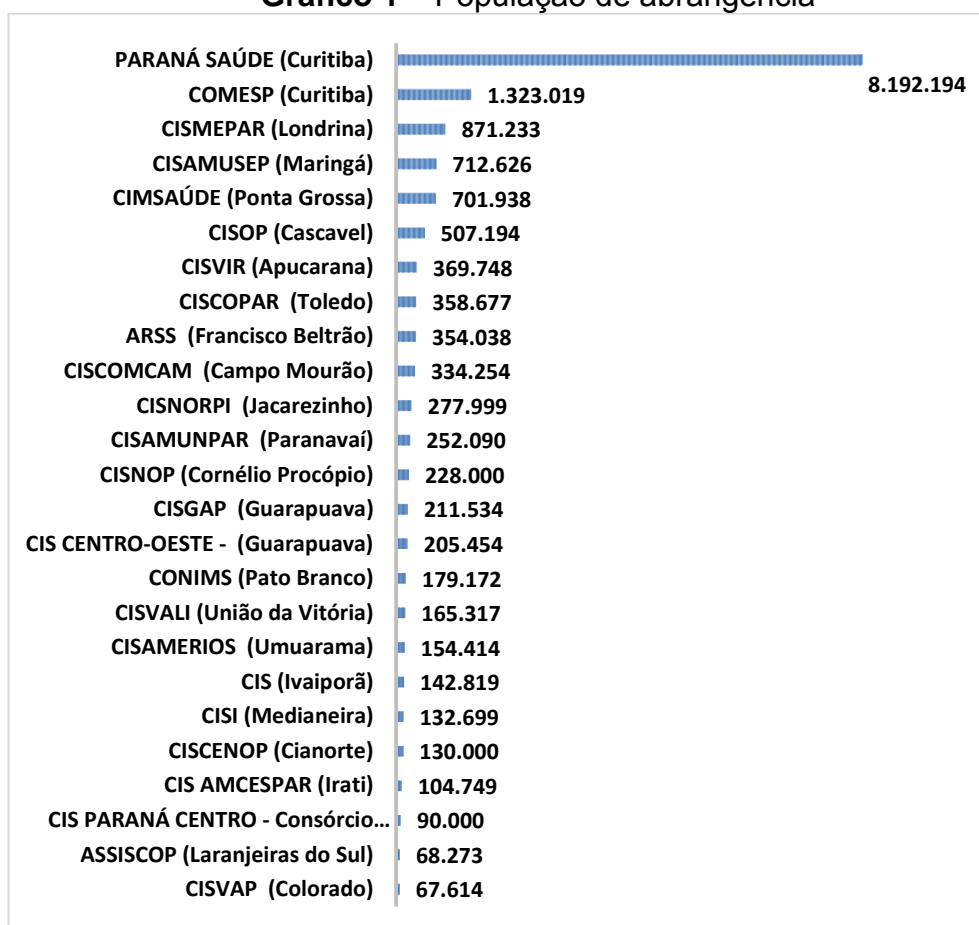 Gráfico 1 – População de abrangência
PARANÁ SAÚDE (Curitiba) 8.192.194
COMESP (Curitiba) 1.323.019
CISMEPAR (Londrina) 871.233
CISAMUSEP (Maringá) 712.626
CIMSAÚDE (Ponta Grossa) 701.938
CISOP (Cascavel) 507.194
CISVIR (Apucarana) 369.748
CISCOPAR (Toledo) 358.677
ARSS (Francisco Beltrão) 354.038
CISCOMCAM (Campo Mourão) 334.254
CISNORPI (Jacarezinho) 277.999
CISAMUNPAR (Paranavaí) 252.090
CISNOP (Cornélio Procópio) 228.000
CISGAP (Guarapuava) 211.534
CIS CENTRO-OESTE - (Guarapuava) 205.454
CONIMS (Pato Branco) 179.172
CISVALI (União da Vitória) 165.317
CISAMERIOS (Umuarama) 154.414
CIS (Ivaiporã) 142.819
CISI (Medianeira) 132.699
CISCENOP (Cianorte) 130.000
CIS AMCESPAR (Irati) 104.749
CIS PARANÁ CENTRO - Consórcio... 90.000
ASSISCOP (Laranjeiras do Sul) 68.273
CISVAP (Colorado) 67.614